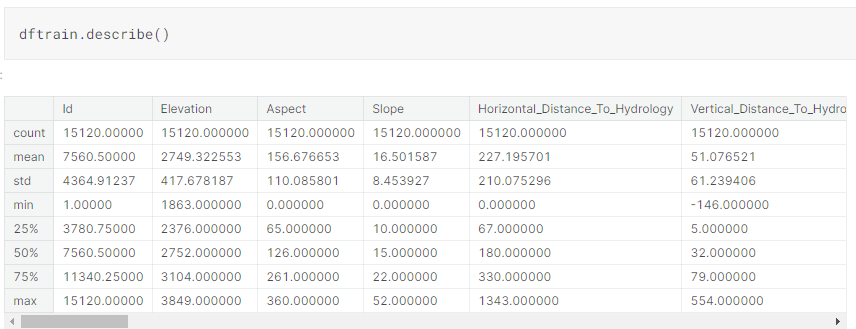 dftrain.describe()
:
Id Elevation Aspect Slope Horizontal_Distance_To_Hydrology Vertical_Distance_To_Hydro
count 15120.00000 15120.000000 15120.000000 15120.000000 15120.000000 15120.000000
mean 7560.50000 2749.322553 156.676653 16.501587 227.195701 51.076521
std 4364.91237 417.678187 110.085801 8.453927 210.075296 61.239406
min 1.00000 1863.000000 0.000000 0.000000 0.000000 -146.000000
25% 3780.75000 2376.000000 65.000000 10.000000 67.000000 5.000000
50% 7560.50000 2752.000000 126.000000 15.000000 180.000000 32.000000
75% 11340.25000 3104.000000 261.000000 22.000000 330.000000 79.000000
max 15120.00000 3849.000000 360.000000 52.000000 1343.000000 554.000000